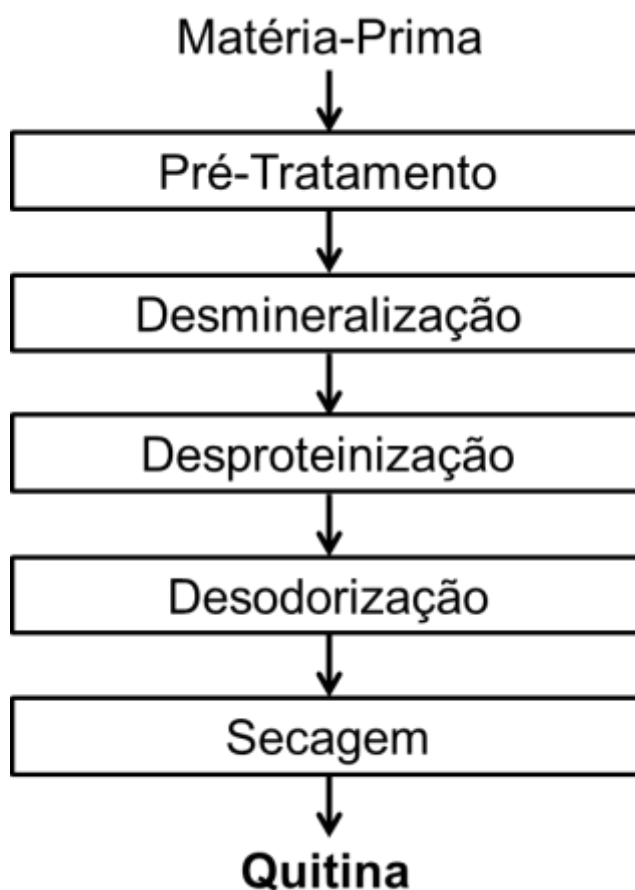 Matéria-Prima
Pré-Tratamento
Desmineralização
Desproteinização
Desodorização
Secagem
Quitina